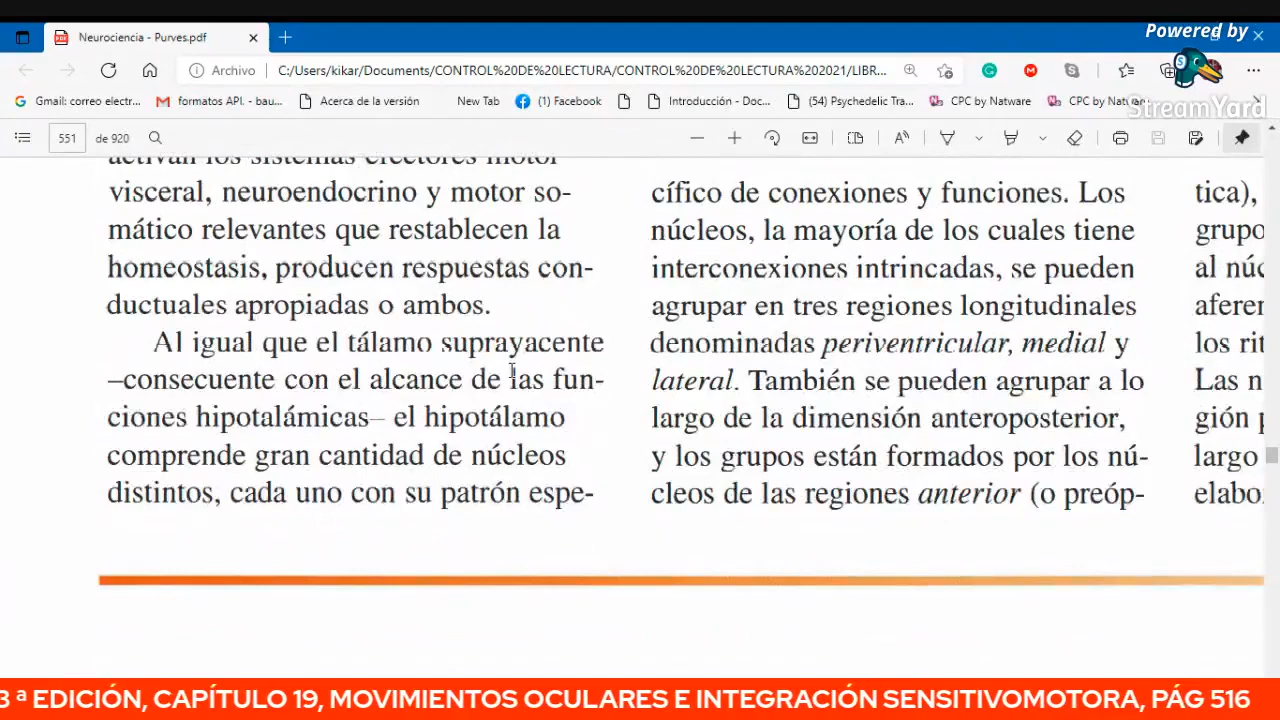 Powered by
Neurociencia - Purves.pdf
Archivo
C:/Users/kikar/Documents/CONTROL%20DE%20LECTURA/CONTROL%20DE%20LECTURA%202021/LIBR...
Gmail: correo electr...
formatos API. - bau...
Acerca de la versión
New Tab
(1) Facebook
Introducción - Doc...
(54) Psychedelic Tra...
CPC by Natware
CPC by Natware
StreamYard
551
de 920
activan los sistemas efectores motor
visceral, neuroendocrino y motor so-
mático relevantes que restablecen la
homeostasis, producen respuestas con-
ductuales apropiadas o ambos.
Al igual que el tálamo suprayacente
–consecuente con el alcance de las fun-
ciones hipotalámicas– el hipotálamo
comprende gran cantidad de núcleos
distintos, cada uno con su patrón espe-
cífico de conexiones y funciones. Los
núcleos, la mayoría de los cuales tiene
interconexiones intrincadas, se pueden
agrupar en tres regiones longitudinales
denominadas periventricular, medial y
lateral. También se pueden agrupar a lo
largo de la dimensión anteroposterior,
y los grupos están formados por los nú-
cleos de las regiones anterior (o preóp-
tica),
grupo
al núc
aferen
los rit
Las n
gión p
largo
elabo
3 ª EDICIÓN, CAPÍTULO 19, MOVIMIENTOS OCULARES E INTEGRACIÓN SENSITIVOMOTORA, PÁG 516